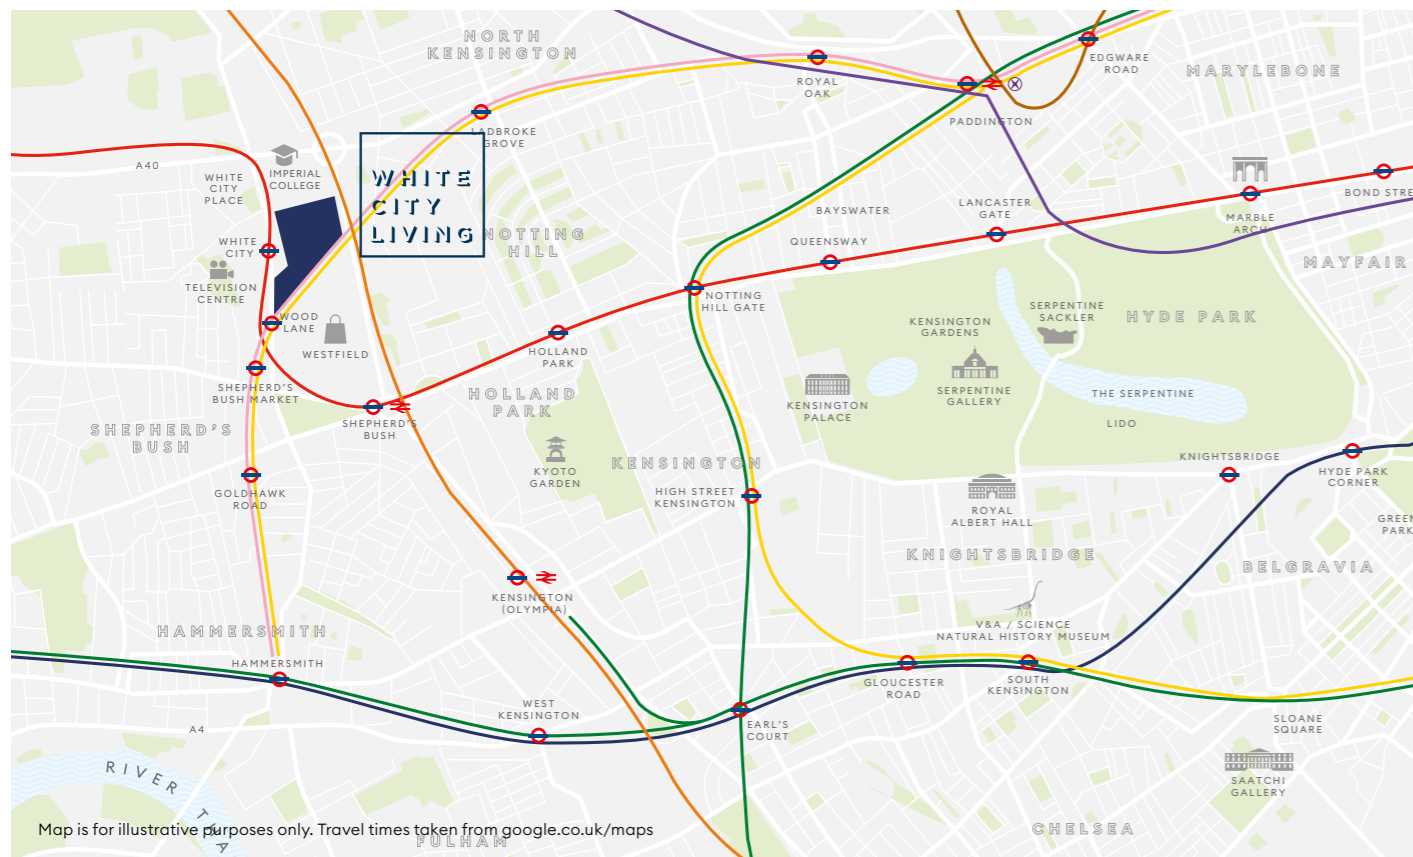 NORTH
KENSINGTON
EDGWARE
ROAD
MARYLEBONE
ROYAL
OAK
PADDINGTON
LADBROKE
GROVE
A40
IMPERIAL
COLLEGE
WHITE
CITY
PLACE
WHITE
CITY
LIVING
BOND STRE
LANCASTER
GATE
BAYSWATER
MARBLE
ARCH
NOTTING
HILL
QUEENSWAY
WHITE
CITY
MAYFAIR
TELEVISION
CENTRE
NOTTING
HILL GATE
SERPENTINE
SACKLER
HYDE PARK
WOOD
LANE
KENSINGTON
GARDENS
WESTFIELD
HOLLAND
PARK
SHEPHERD'S
BUSH MARKET
HOLLAND
PARK
SERPENTINE
GALLERY
THE SERPENTINE
KENSINGTON
PALACE
LIDO
SHEPHERD'S
BUSH
SHEPHERD'S
BUSH
KYOTO
GARDEN
KENSINGTON
KNIGHTSBRIDGE
HYDE PARK
CORNER
GOLDHAWK
ROAD
HIGH STREET
KENSINGTON
ROYAL
ALBERT HALL
GREEN
PARK
KNIGHTSBRIDGE
BELGRAVIA
KENSINGTON
(OLYMPIA)
V&A / SCIENCE
NATURAL HISTORY MUSEUM
HAMMERSMITH
HAMMERSMITH
GLOUCESTER
ROAD
SOUTH
KENSINGTON
WEST
KENSINGTON
EARL'S
COURT
SLOANE
SQUARE
A4
RIVER THA
SAATCHI
GALLERY
Map is for illustrative purposes only. Travel times taken from google.co.uk/maps
FULHAM
CHELSEA